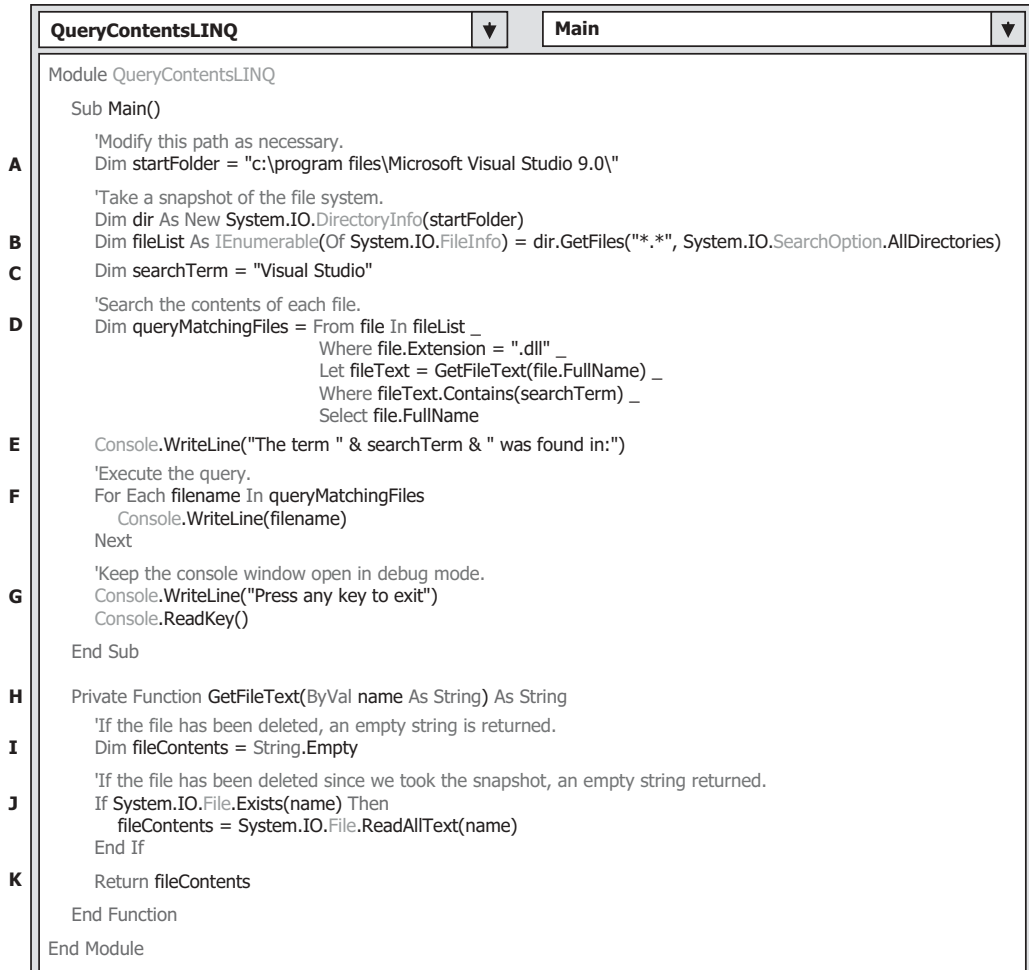 QueryContentsLINQ
Main
Module QueryContentsLINQ
Sub Main()
'Modify this path as necessary.
A Dim startFolder = "c:\program files\Microsoft Visual Studio 9.0\"
'Take a snapshot of the file system.
Dim dir As New System.IO.DirectoryInfo(startFolder)
B Dim fileList As IEnumerable(Of System.IO.FileInfo) = dir.GetFiles("*.*", System.IO.SearchOption.AllDirectories)
C Dim searchTerm = "Visual Studio"
'Search the contents of each file.
D Dim queryMatchingFiles = From file In fileList _
Where file.Extension = ".dll" _
Let fileText = GetFileText(file.FullName) _
Where fileText.Contains(searchTerm) _
Select file.FullName
E Console.WriteLine("The term " & searchTerm & " was found in:")
'Execute the query.
F For Each filename In queryMatchingFiles
Console.WriteLine(filename)
Next
'Keep the console window open in debug mode.
G Console.WriteLine("Press any key to exit")
Console.ReadKey()
End Sub
H Private Function GetFileText(ByVal name As String) As String
'If the file has been deleted, an empty string is returned.
I Dim fileContents = String.Empty
'If the file has been deleted since we took the snapshot, an empty string returned.
J If System.IO.File.Exists(name) Then
fileContents = System.IO.File.ReadAllText(name)
End If
K Return fileContents
End Function
End Module